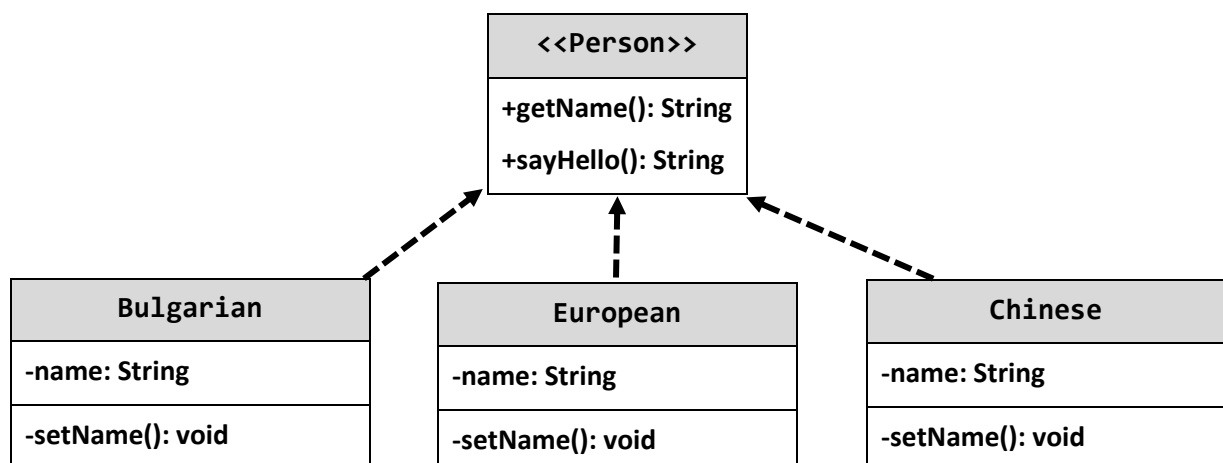 <<Person>>
+getName(): String
+sayHello(): String
Bulgarian
-name: String
-setName(): void
European
-name: String
-setName(): void
Chinese
-name: String
-setName(): void